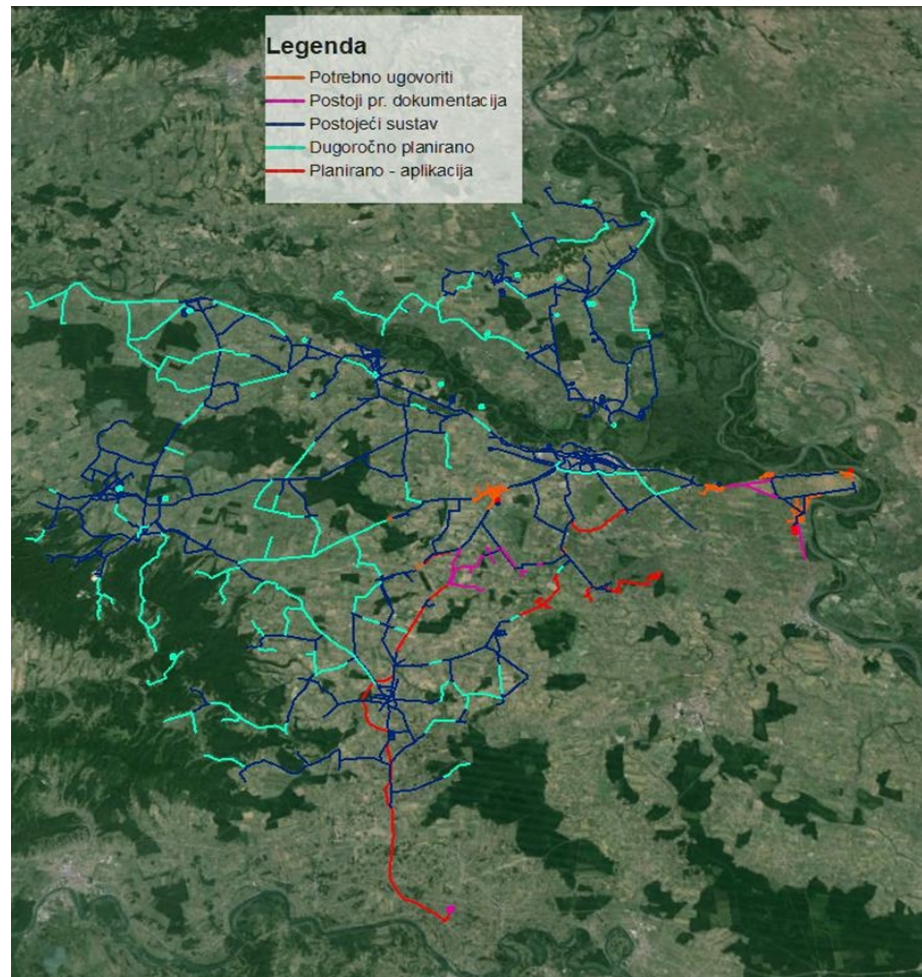 Legenda
Potrebno ugovoriti
Postoji pr. dokumentacija
Postojeći sustav
Dugoročno planirano
Planirano - aplikacija